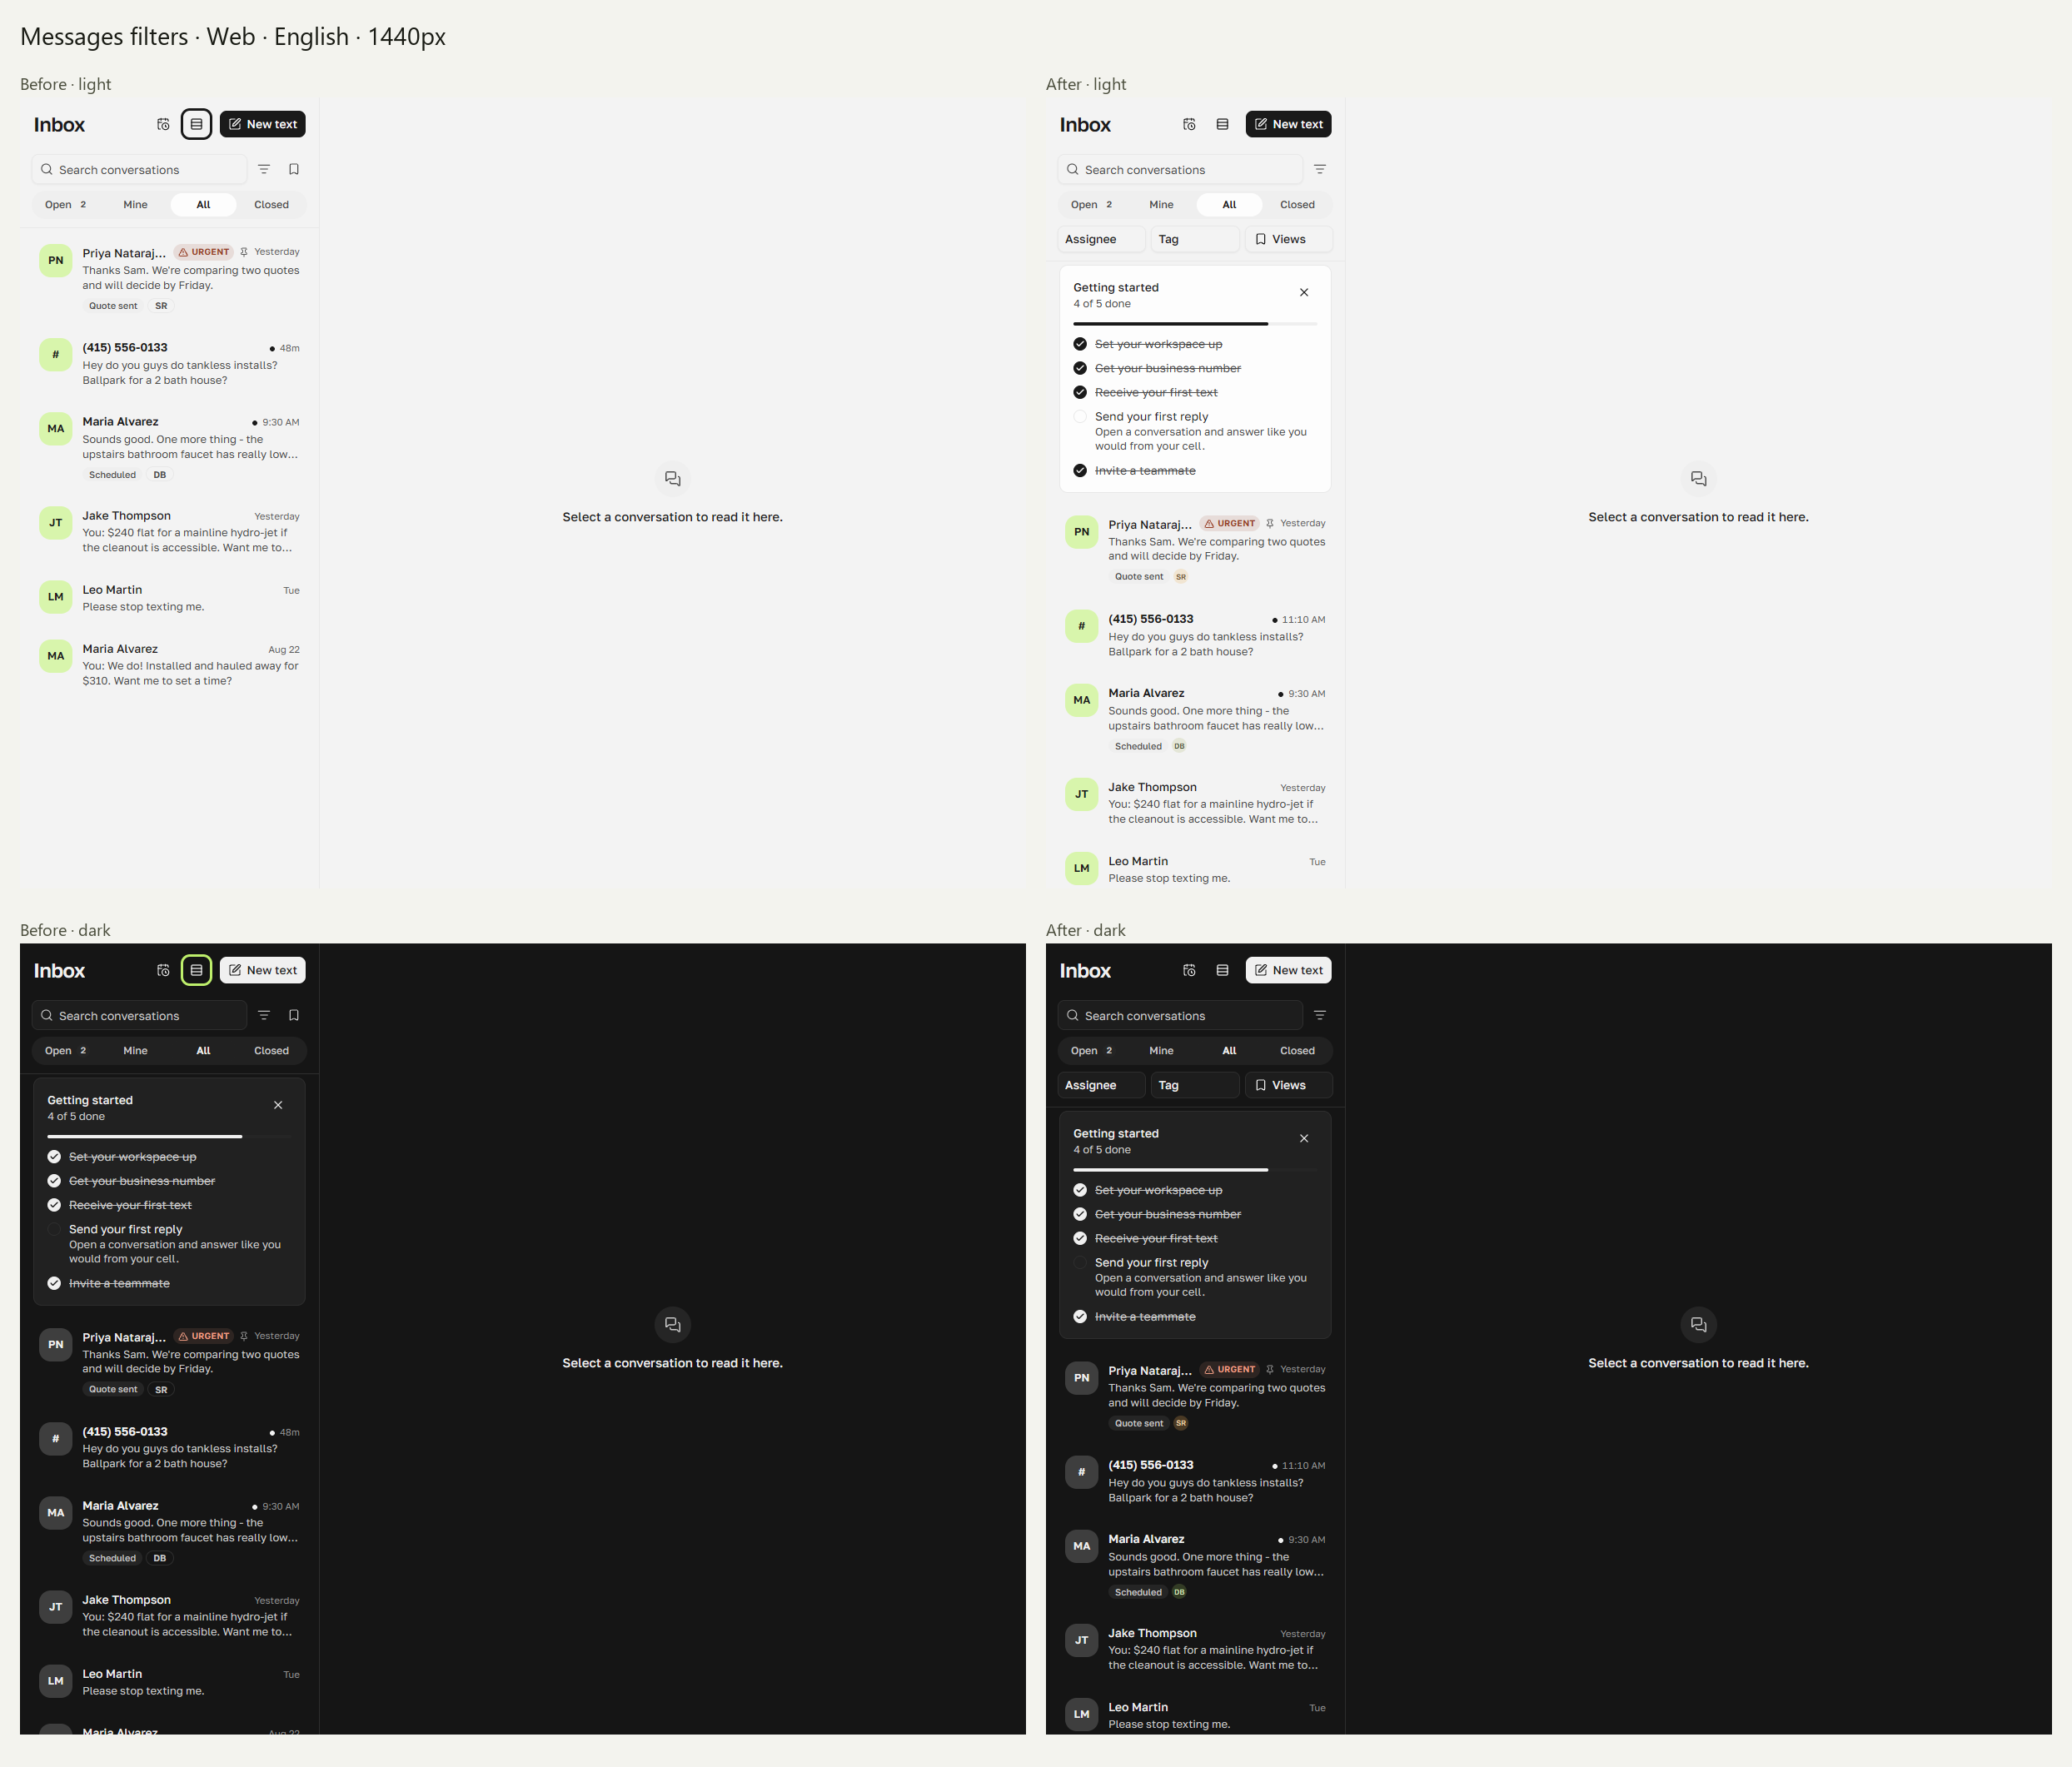 Messages filters · Web · English · 1440px
Before · light
Inbox
New text
Search conversations
Open 2 Mine All Closed
PN Priya Nataraj... URGENT Yesterday
Thanks Sam. We're comparing two quotes
and will decide by Friday.
Quote sent SR
# (415) 556-0133 48m
Hey do you guys do tankless installs?
Ballpark for a 2 bath house?
MA Maria Alvarez 9:30 AM
Sounds good. One more thing - the
upstairs bathroom faucet has really low...
Scheduled DB
JT Jake Thompson Yesterday
You: $240 flat for a mainline hydro-jet if
the cleanout is accessible. Want me to...
LM Leo Martin Tue
Please stop texting me.
MA Maria Alvarez Aug 22
You: We do! Installed and hauled away for
$310. Want me to set a time?
Select a conversation to read it here.
After · light
Inbox
New text
Search conversations
Open 2 Mine All Closed
Assignee Tag Views
Getting started
4 of 5 done
Set your workspace up
Get your business number
Receive your first text
Send your first reply
Open a conversation and answer like you
would from your cell.
Invite a teammate
PN Priya Nataraj... URGENT Yesterday
Thanks Sam. We're comparing two quotes
and will decide by Friday.
Quote sent SR
# (415) 556-0133 11:10 AM
Hey do you guys do tankless installs?
Ballpark for a 2 bath house?
MA Maria Alvarez 9:30 AM
Sounds good. One more thing - the
upstairs bathroom faucet has really low...
Scheduled DB
JT Jake Thompson Yesterday
You: $240 flat for a mainline hydro-jet if
the cleanout is accessible. Want me to...
LM Leo Martin Tue
Please stop texting me.
Select a conversation to read it here.
Before · dark
Inbox
New text
Search conversations
Open 2 Mine All Closed
Getting started
4 of 5 done
Set your workspace up
Get your business number
Receive your first text
Send your first reply
Open a conversation and answer like you
would from your cell.
Invite a teammate
PN Priya Nataraj... URGENT Yesterday
Thanks Sam. We're comparing two quotes
and will decide by Friday.
Quote sent SR
# (415) 556-0133 48m
Hey do you guys do tankless installs?
Ballpark for a 2 bath house?
MA Maria Alvarez 9:30 AM
Sounds good. One more thing - the
upstairs bathroom faucet has really low...
Scheduled DB
JT Jake Thompson Yesterday
You: $240 flat for a mainline hydro-jet if
the cleanout is accessible. Want me to...
LM Leo Martin Tue
Please stop texting me.
Maria Alvarez Aug 22
Select a conversation to read it here.
After · dark
Inbox
New text
Search conversations
Open 2 Mine All Closed
Assignee Tag Views
Getting started
4 of 5 done
Set your workspace up
Get your business number
Receive your first text
Send your first reply
Open a conversation and answer like you
would from your cell.
Invite a teammate
PN Priya Nataraj... URGENT Yesterday
Thanks Sam. We're comparing two quotes
and will decide by Friday.
Quote sent SR
# (415) 556-0133 11:10 AM
Hey do you guys do tankless installs?
Ballpark for a 2 bath house?
MA Maria Alvarez 9:30 AM
Sounds good. One more thing - the
upstairs bathroom faucet has really low...
Scheduled DB
JT Jake Thompson Yesterday
You: $240 flat for a mainline hydro-jet if
the cleanout is accessible. Want me to...
LM Leo Martin Tue
Please stop texting me.
Select a conversation to read it here.